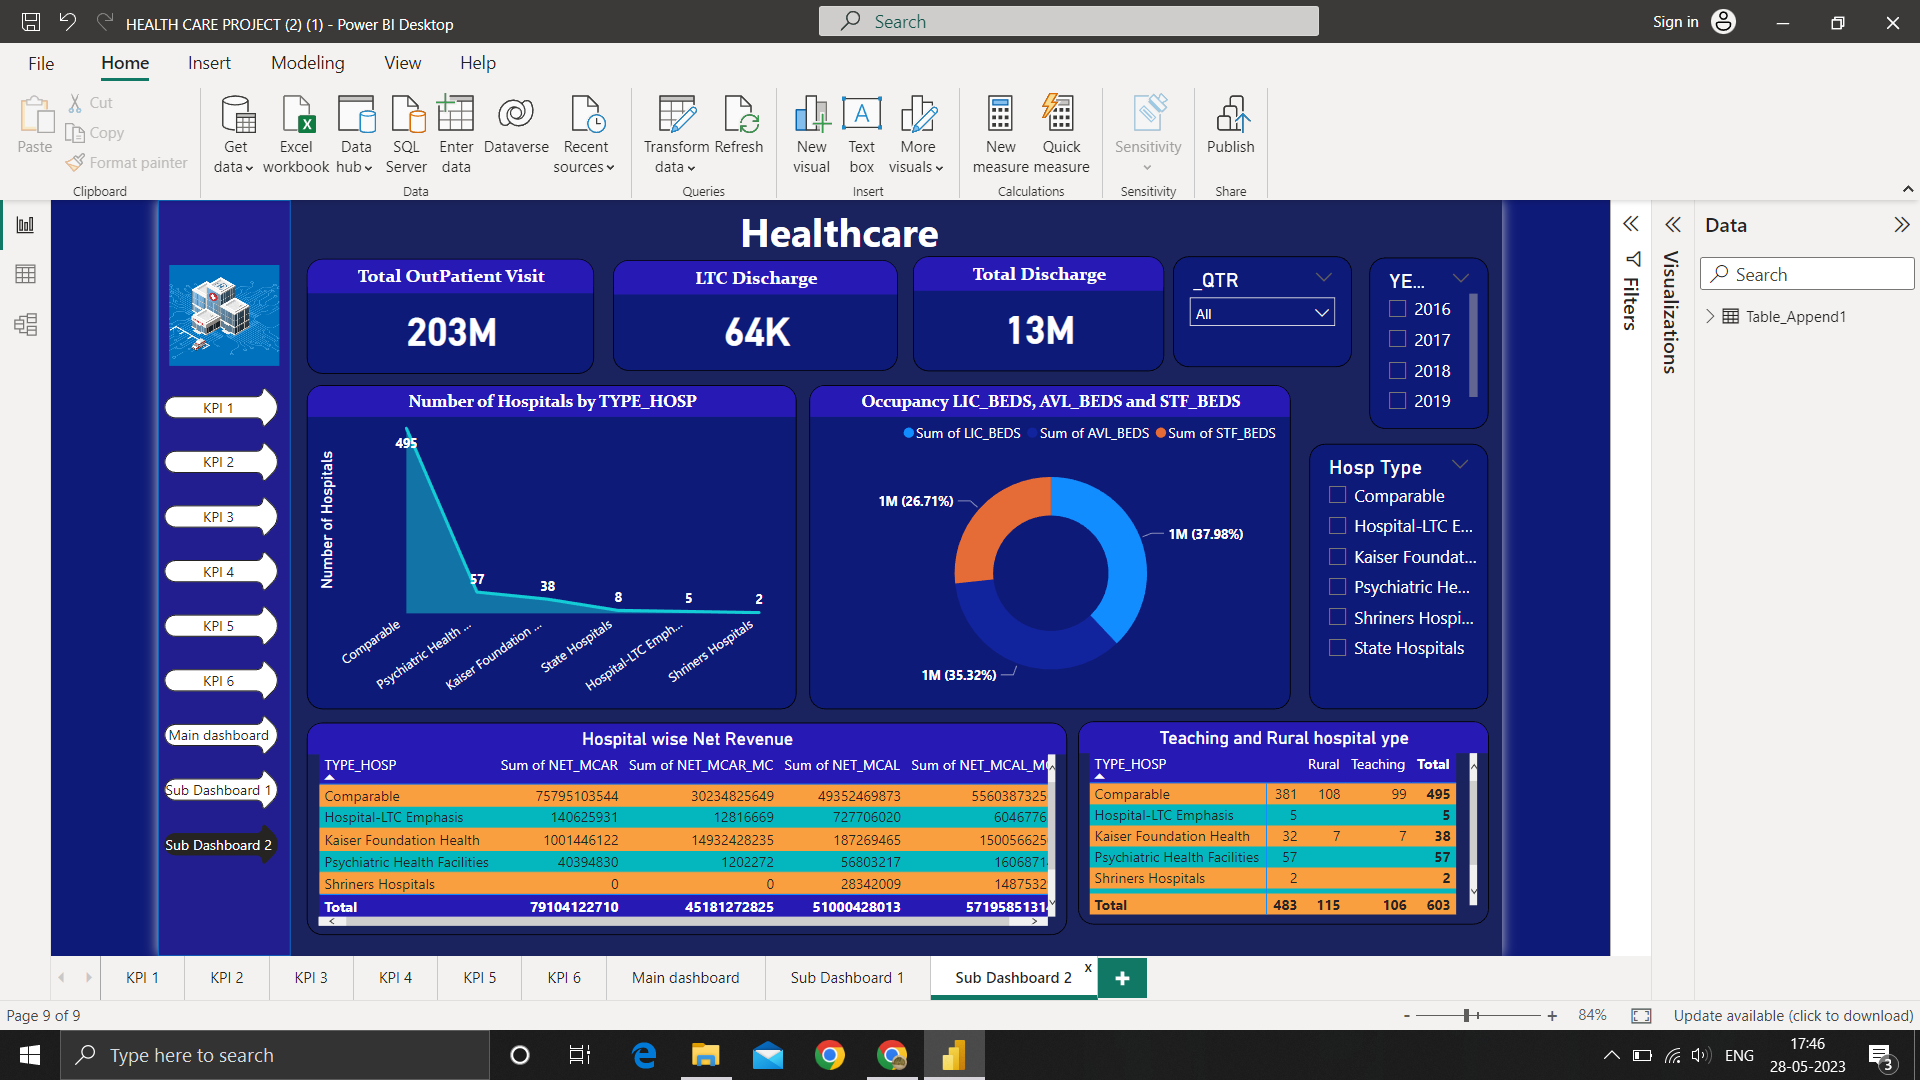 HEALTH CARE PROJECT (2) (1) - Power BI Desktop
Search
Sign in
File Home Insert Modeling View Help
Paste
Cut
Copy
Format painter
Get data
Excel workbook
Data hub
SQL Server
Enter data
Dataverse
Recent sources
Transform data
Refresh
New visual
Text box
More visuals
New measure
Quick measure
Sensitivity
Publish
Clipboard
Data
Queries
Insert
Calculations
Sensitivity
Share
Healthcare
Total OutPatient Visit
203M
LTC Discharge
64K
Total Discharge
13M
_QTR
All
YE...
2016
2017
2018
2019
KPI 1
KPI 2
KPI 3
KPI 4
KPI 5
KPI 6
Main dashboard
Sub Dashboard 1
Sub Dashboard 2
Number of Hospitals by TYPE_HOSP
Number of Hospitals
495
57
38
8
5
2
Comparable
Psychiatric Health ...
Kaiser Foundation ...
State Hospitals
Hospital-LTC Emph...
Shriners Hospitals
Occupancy LIC_BEDS, AVL_BEDS and STF_BEDS
Sum of LIC_BEDS Sum of AVL_BEDS Sum of STF_BEDS
1M (26.71%)
1M (37.98%)
1M (35.32%)
Hosp Type
Comparable
Hospital-LTC E...
Kaiser Foundat...
Psychiatric He...
Shriners Hospi...
State Hospitals
Hospital wise Net Revenue
TYPE_HOSP Sum of NET_MCAR Sum of NET_MCAR_MC Sum of NET_MCAL Sum of NET_MCAL_MC
Comparable 75795103544 30234825649 49352469873 5560387325
Hospital-LTC Emphasis 140625931 12816669 727706020 6046776
Kaiser Foundation Health 1001446122 14932428235 187269465 150056625
Psychiatric Health Facilities 40394830 1202272 56803217 1606871
Shriners Hospitals 0 0 28342009 1487532
Total 79104122710 45181272825 51000428013 5719585131
Teaching and Rural hospital ype
TYPE_HOSP Rural Teaching Total
Comparable 381 108 99 495
Hospital-LTC Emphasis 5 5
Kaiser Foundation Health 32 7 7 38
Psychiatric Health Facilities 57 57
Shriners Hospitals 2 2
Total 483 115 106 603
Filters
Visualizations
Data
Search
Table_Append1
KPI 1 KPI 2 KPI 3 KPI 4 KPI 5 KPI 6 Main dashboard Sub Dashboard 1 Sub Dashboard 2 x
Page 9 of 9
- + 84%
Update available (click to download)
Type here to search
ENG
17:46
28-05-2023
3